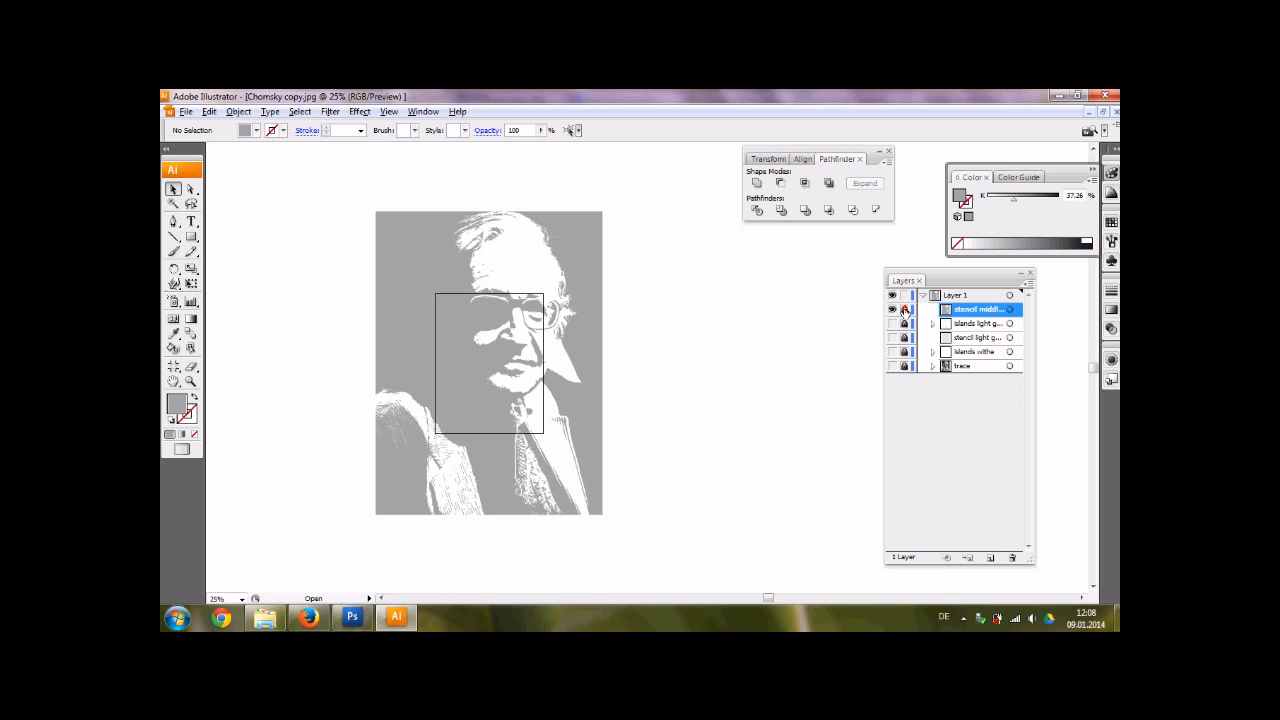 Adobe Illustrator - [Chomsky copy.jpg @ 25% (RGB/Preview) ]
File Edit Object Type Select Filter Effect View Window Help
No Selection Stroke: Brush: Style: Opacity: 100 %
Ai
Transform Align Pathfinder
Shape Modes:
Expand
Pathfinders:
Color Color Guide
K 37.26 %
Layers
Layer 1
stencil middl...
islands light g...
stencil light g...
islands withe
trace
1 Layer
25% Open
Ps Ai DE 12:08
09.01.2014